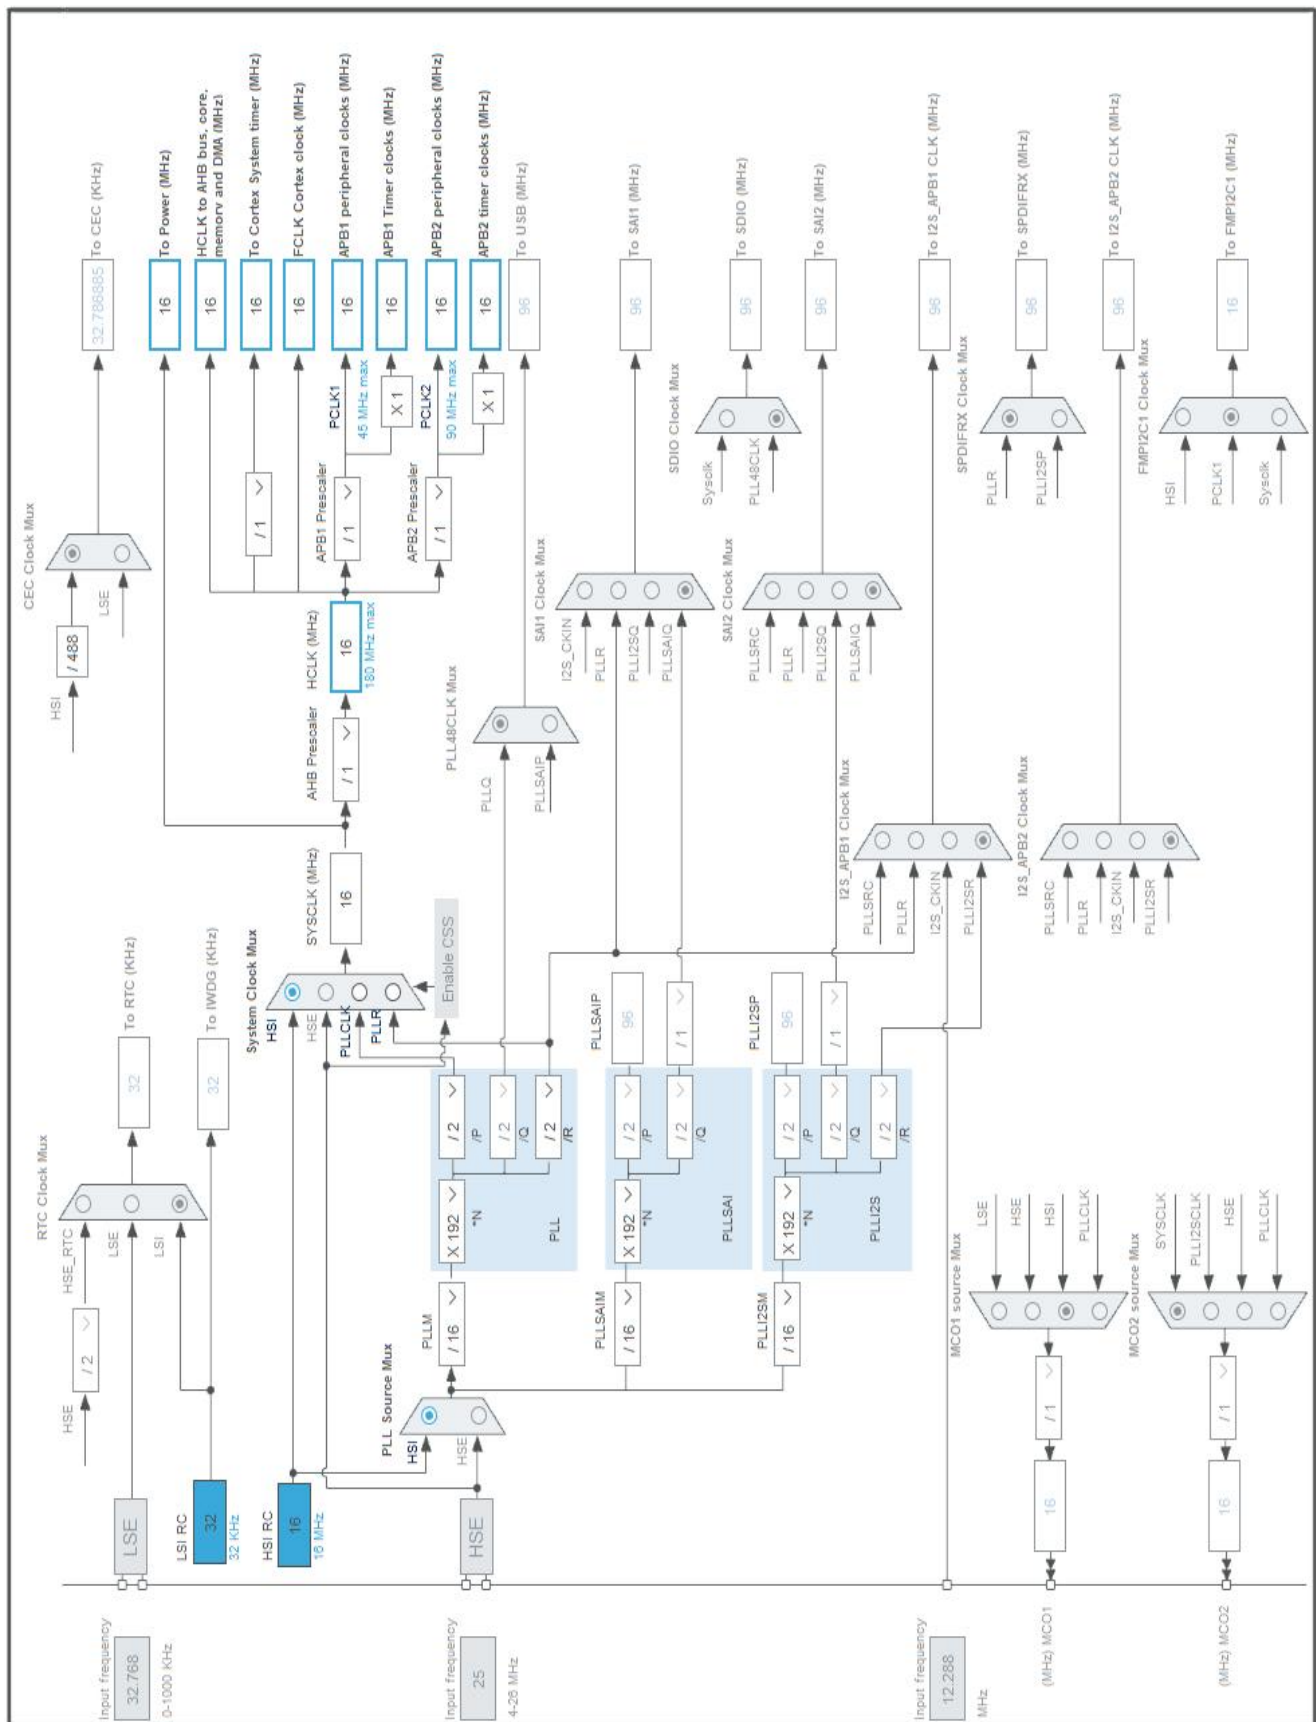 Input frequency
32.768
0-1000 KHz
LSE
HSE
/ 2
HSE_RTC
LSE
LSI
RTC Clock Mux
32
To RTC (KHz)
LSI RC
32
32 KHz
32
To IWDG (KHz)
HSI
/ 488
LSE
CEC Clock Mux
32.786885
To CEC (KHz)
HSI RC
16
16 MHz
System Clock Mux
HSI
HSE
PLLCLK
PLLR
Enable CSS
SYSCLK (MHz)
16
AHB Prescaler
/ 1
HCLK (MHz)
16
180 MHz max
16
To Power (MHz)
16
HCLK to AHB bus, core,
memory and DMA (MHz)
/ 1
16
To Cortex System timer (MHz)
16
FCLK Cortex clock (MHz)
APB1 Prescaler
/ 1
PCLK1
45 MHz max
16
APB1 peripheral clocks (MHz)
X 1
16
APB1 Timer clocks (MHz)
APB2 Prescaler
/ 1
PCLK2
90 MHz max
16
APB2 peripheral clocks (MHz)
X 1
16
APB2 timer clocks (MHz)
Input frequency
25
4-26 MHz
HSE
PLL Source Mux
HSI
HSE
PLLM
/ 16
X 192
*N
/ 2
/P
/ 2
/Q
/ 2
/R
PLL
PLLQ
PLLSAIP
PLL48CLK Mux
96
To USB (MHz)
PLLSAIM
/ 16
X 192
*N
/ 2
/P
/ 2
/Q
PLLSAI
PLLSAIP
96
/ 1
SAI1 Clock Mux
I2S_CKIN
PLLR
PLLI2SQ
PLLSAIQ
96
To SAI1 (MHz)
SDIO Clock Mux
Sysclk
PLL48CLK
96
To SDIO (MHz)
PLLI2SM
/ 16
X 192
*N
/ 2
/P
/ 2
/Q
/ 2
/R
PLLI2S
PLLI2SP
96
/ 1
SAI2 Clock Mux
PLLSRC
PLLR
PLLI2SQ
PLLSAIQ
96
To SAI2 (MHz)
Input frequency
12.288
MHz
I2S_APB1 Clock Mux
PLLSRC
PLLR
I2S_CKIN
PLLI2SR
96
To I2S_APB1 CLK (MHz)
SPDIFRX Clock Mux
PLLR
PLLI2SP
96
To SPDIFRX (MHz)
I2S_APB2 Clock Mux
PLLSRC
PLLR
I2S_CKIN
PLLI2SR
96
To I2S_APB2 CLK (MHz)
FMPI2C1 Clock Mux
HSI
PCLK1
Sysclk
16
To FMPI2C1 (MHz)
MCO1 source Mux
LSE
HSE
HSI
PLLCLK
/ 1
16
(MHz) MCO1
MCO2 source Mux
SYSCLK
PLLI2SCLK
HSE
PLLCLK
/ 1
16
(MHz) MCO2